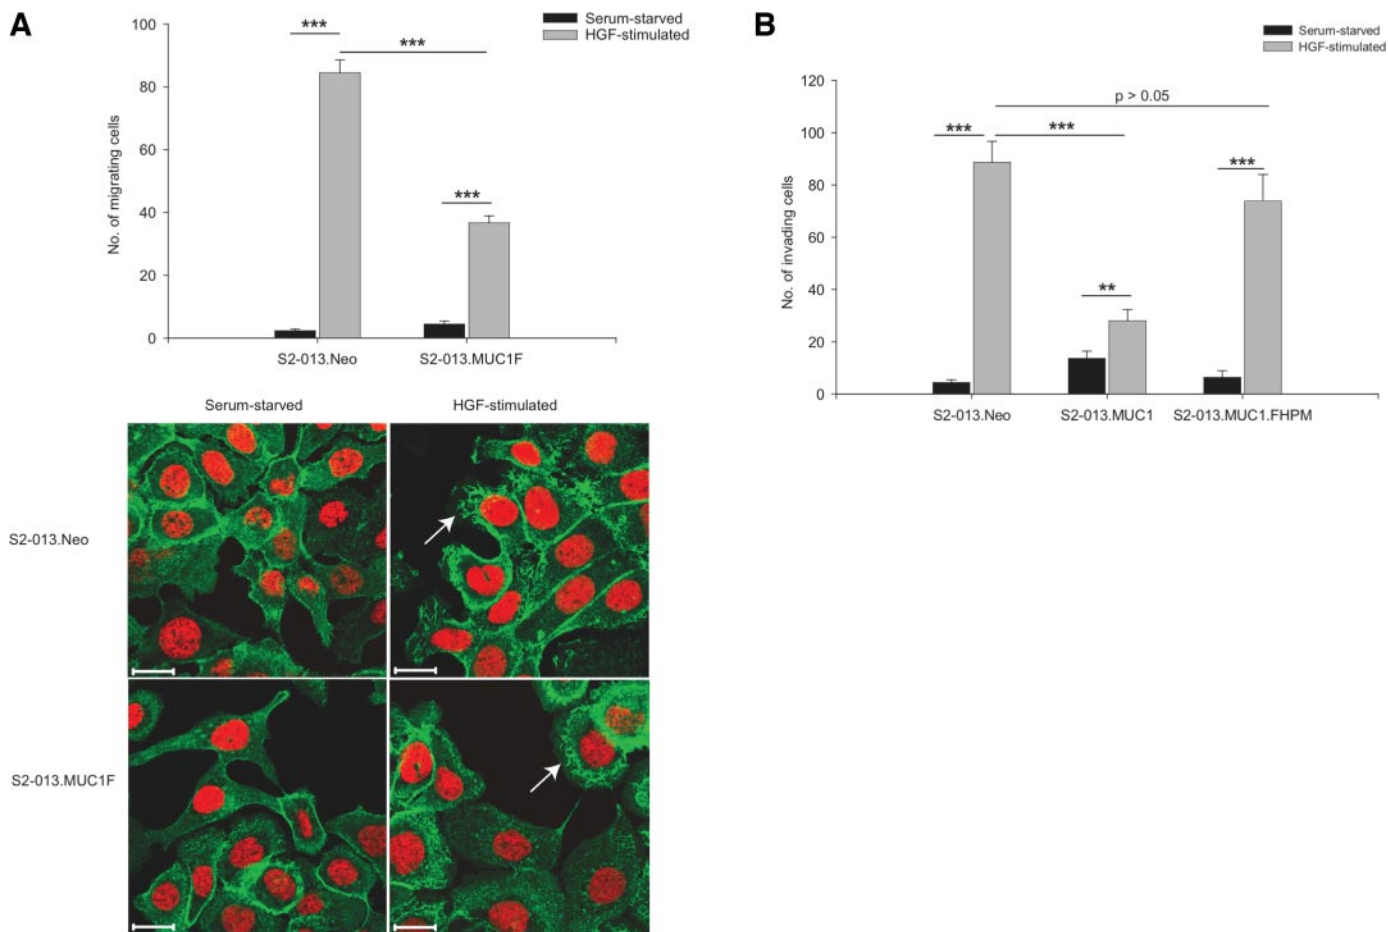 A
Serum-starved
HGF-stimulated
100
80
60
40
20
0
No. of migrating cells
***
***
***
S2-013.Neo
S2-013.MUC1F
Serum-starved
HGF-stimulated
S2-013.Neo
S2-013.MUC1F
B
Serum-starved
HGF-stimulated
120
100
80
60
40
20
0
No. of invading cells
p > 0.05
***
***
***
**
S2-013.Neo
S2-013.MUC1
S2-013.MUC1.FHPM